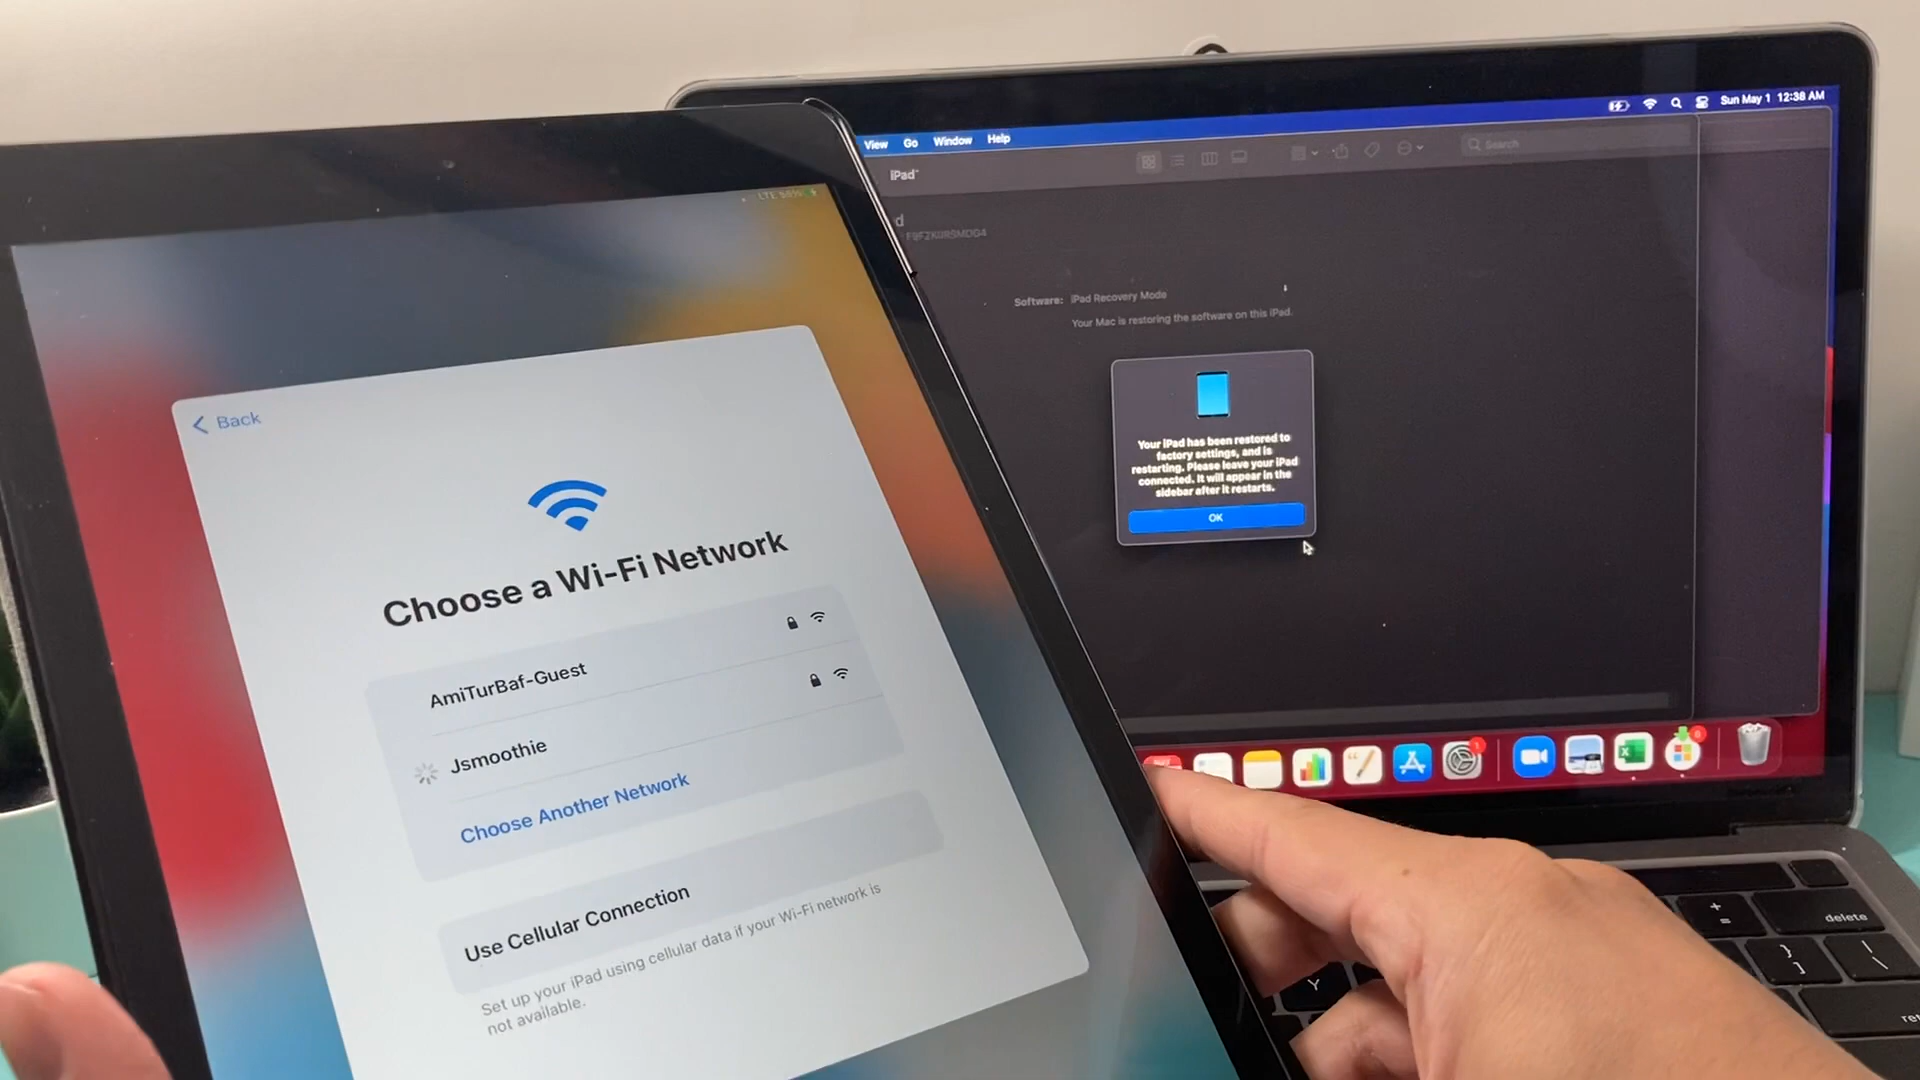 Back
Choose a Wi-Fi Network
AmiTurBaf-Guest
Jsmoothie
Choose Another Network
Use Cellular Connection
Set up your iPad using cellular data if your Wi-Fi network is
not available.
View Go Window Help
Sun May 1 12:38 AM
iPad
Search
d
Software: iPad Recovery Mode
Your Mac is restoring the software on this iPad.
Your iPad has been restored to
factory settings, and is
restarting. Please leave your iPad
connected. It will appear in the
sidebar after it restarts.
OK
+
=
delete
}
]
|
\
Y
ret